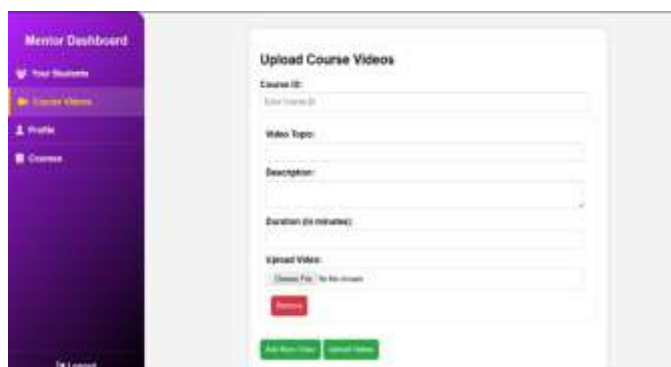 Mentor Dashboard
Your Students
Course Videos
Profile
Courses
Logout
Upload Course Videos
Course ID:
Enter Course ID
Video Topic:
Description:
Duration (in minutes):
Upload Video:
Choose File No file chosen
Remove
Add More Video Upload Videos